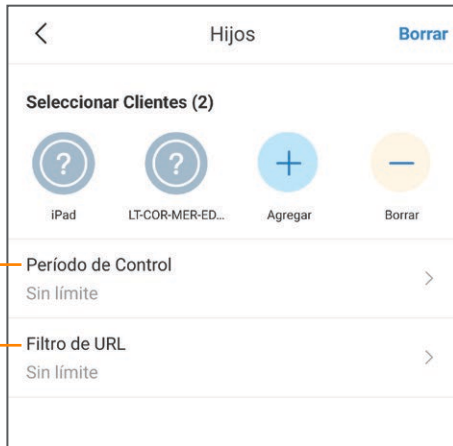 Hijos
Borrar
Seleccionar Clientes (2)
?
?
iPad
LT-COR-MER-ED...
Agregar
Borrar
Período de Control
Sin límite
Filtro de URL
Sin límite